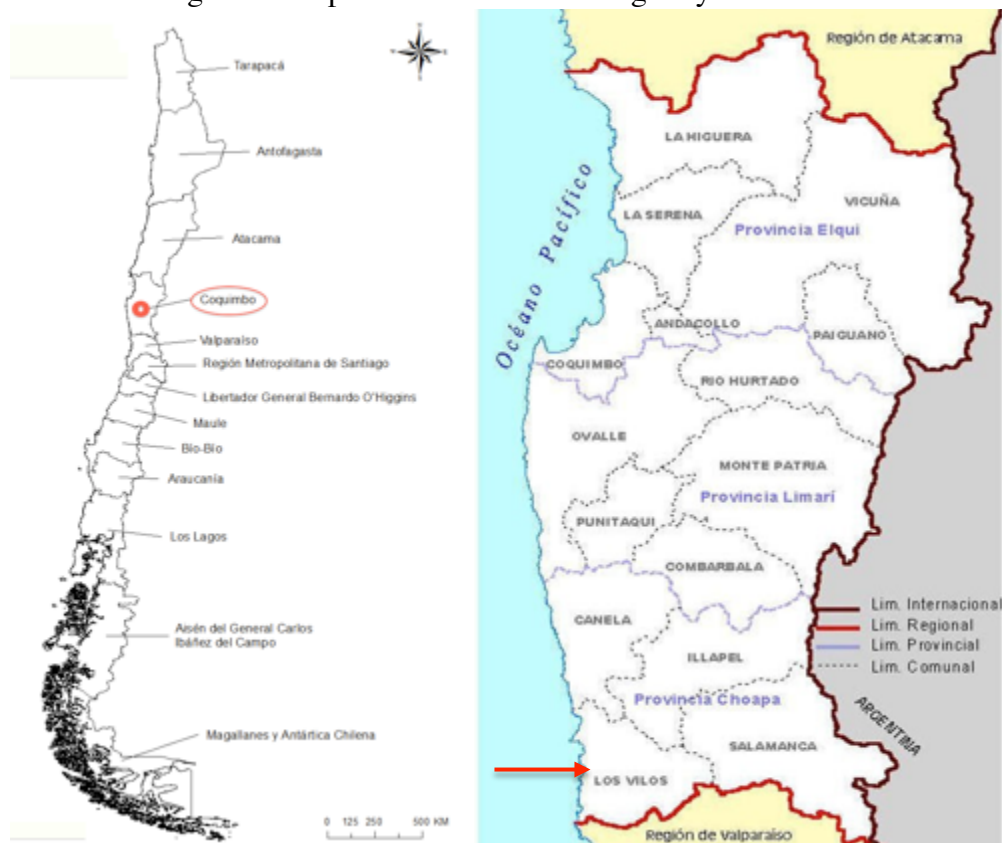 Tarapacá
Antofagasta
Atacama
Coquimbo
Valparaíso
Región Metropolitana de Santiago
Libertador General Bernardo O'Higgins
Maule
Bío-Bío
Araucanía
Los Lagos
Aisén del General Carlos
Ibáñez del Campo
Magallanes y Antártica Chilena
0 125 250 500 KM
Región de Atacama
LA HIGUERA
VICUÑA
LA SERENA
Provincia Elqui
Océano Pacífico
ANDACOLLO
PAIGUANO
COQUIMBO
RIO HURTADO
OVALLE
MONTE PATRIA
Provincia Limarí
PUNITAQUI
COMBARBALA
CANELA
ILLAPEL
Provincia Choapa
SALAMANCA
LOS VILOS
Región de Valparaíso
ARGENTINA
Lim. Internacional
Lim. Regional
Lim. Provincial
Lim. Comunal